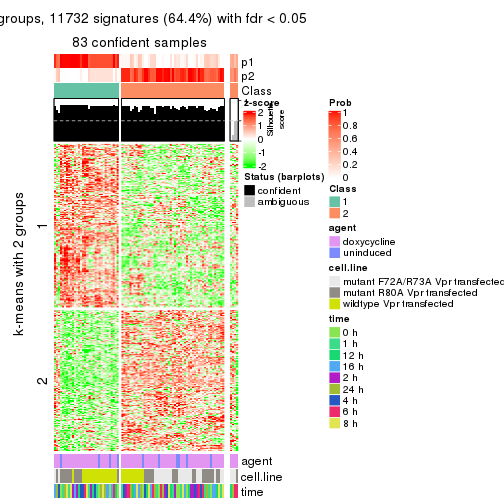 groups, 11732 signatures (64.4%) with fdr < 0.05
83 confident samples
p1
p2
Class
Silhouette
score
z-score
2
1
0
-1
-2
Status (barplots)
confident
ambiguous
Prob
1
0.8
0.6
0.4
0.2
0
Class
1
2
agent
doxycycline
uninduced
cell.line
mutant F72A/R73A Vpr transfected
mutant R80A Vpr transfected
wildtype Vpr transfected
time
0 h
1 h
12 h
16 h
2 h
24 h
4 h
6 h
8 h
k-means with 2 groups
1
2
agent
cell.line
time